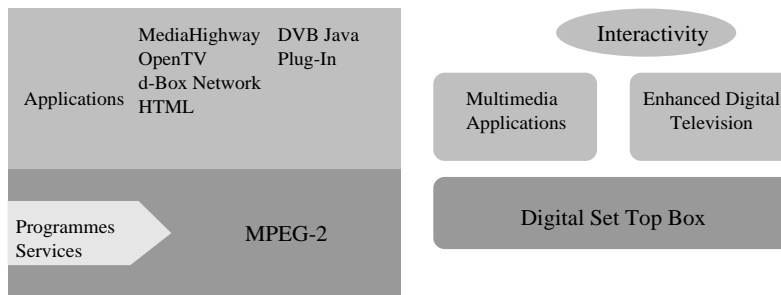 MediaHighway DVB Java
OpenTV Plug-In
d-Box Network
Applications
HTML
Programmes
Services
MPEG-2
Interactivity
Multimedia
Applications
Enhanced Digital
Television
Digital Set Top Box